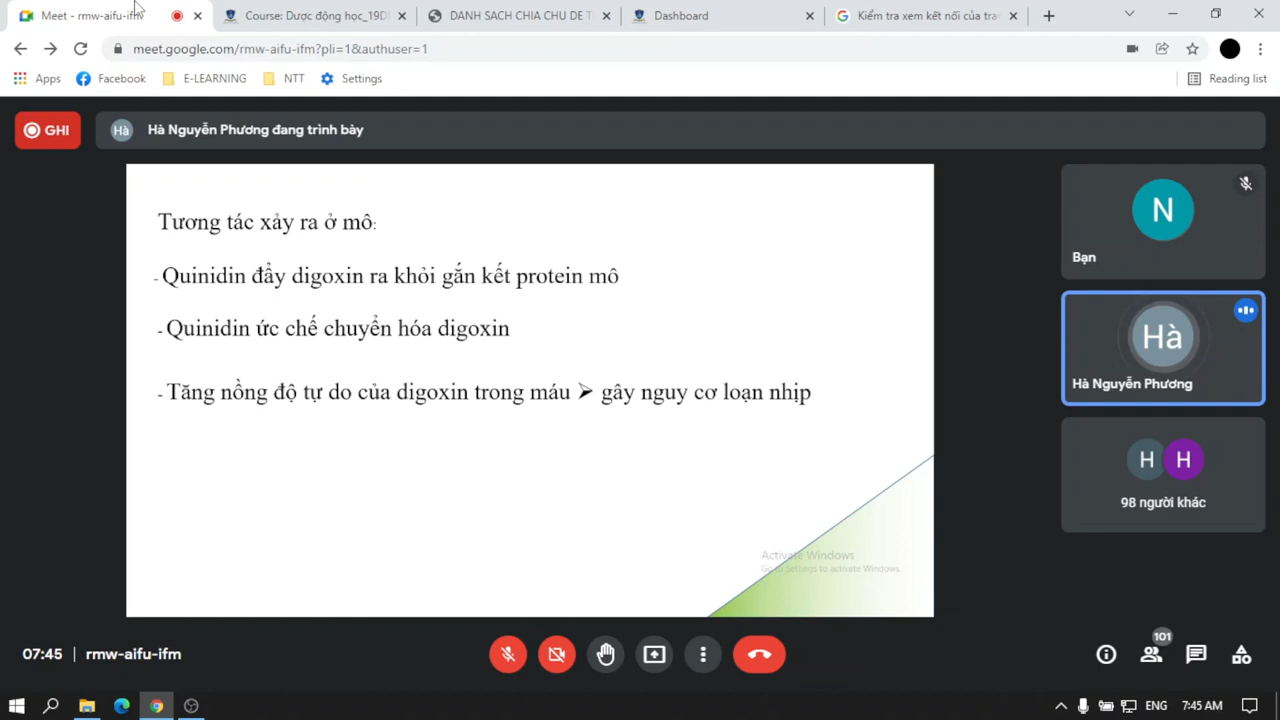 Meet - rmw-aifu-ifm
Course: Dược động học_19D
DANH SACH CHIA CHU DE T
Dashboard
Kiểm tra xem kết nối của tra
meet.google.com/rmw-aifu-ifm?pli=1&authuser=1
Apps
Facebook
E-LEARNING
NTT
Settings
Reading list
GHI
Hà
Hà Nguyễn Phương đang trình bày
Tương tác xảy ra ở mô:
- Quinidin đẩy digoxin ra khỏi gắn kết protein mô
- Quinidin ức chế chuyển hóa digoxin
- Tăng nồng độ tự do của digoxin trong máu ➢ gây nguy cơ loạn nhịp
Activate Windows
Go to Settings to activate Windows.
N
Bạn
Hà
Hà Nguyễn Phương
H
H
98 người khác
07:45 | rmw-aifu-ifm
101
ENG
7:45 AM